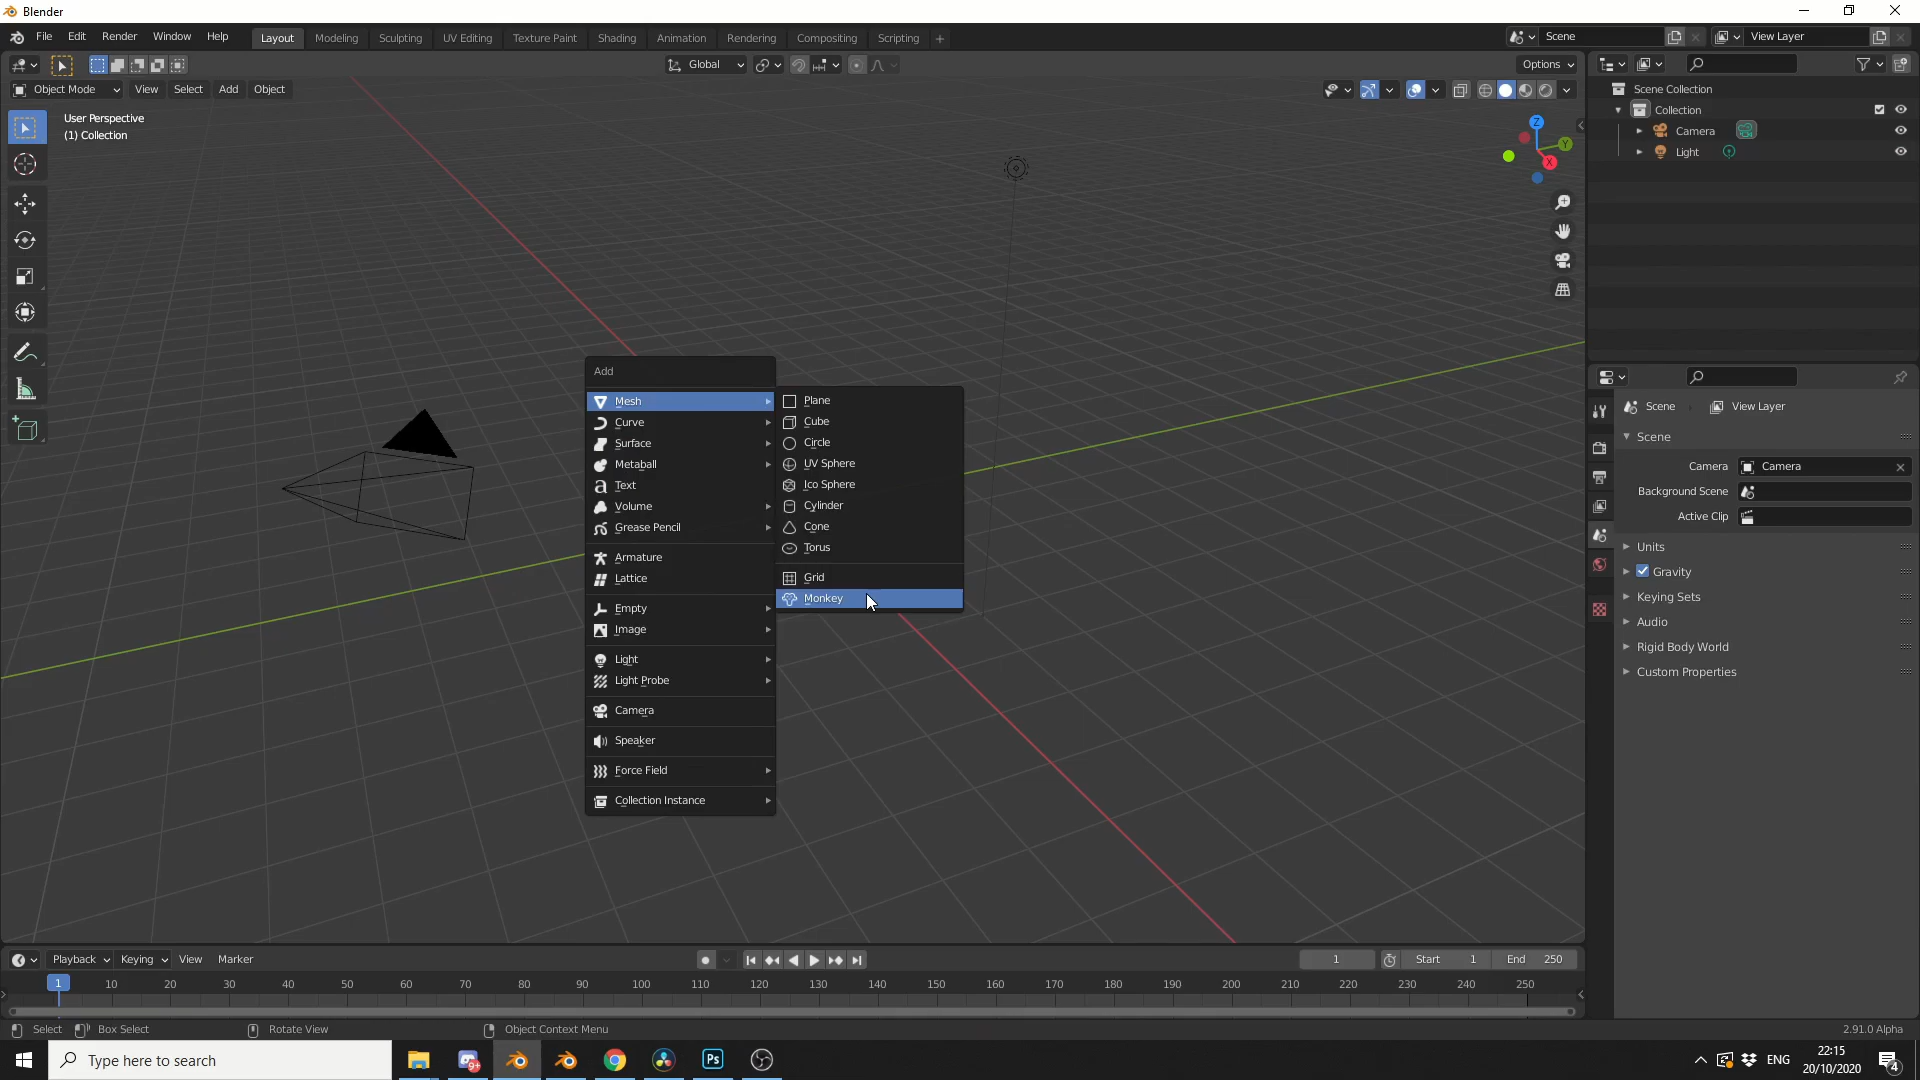 Blender
File Edit Render Window Help
Layout Modeling Sculpting UV Editing Texture Paint Shading Animation Rendering Compositing Scripting +
Scene
View Layer
Global
Options
Object Mode View Select Add Object
User Perspective
(1) Collection
Z
Y
X
Scene Collection
Collection
Camera
Light
Add
Mesh
Curve
Surface
Metaball
Text
Volume
Grease Pencil
Armature
Lattice
Empty
Image
Light
Light Probe
Camera
Speaker
Force Field
Collection Instance
Plane
Cube
Circle
UV Sphere
Ico Sphere
Cylinder
Cone
Torus
Grid
Monkey
Scene View Layer
Scene
Camera Camera
Background Scene
Active Clip
Units
Gravity
Keying Sets
Audio
Rigid Body World
Custom Properties
Playback Keying View Marker
1 Start 1 End 250
1 10 20 30 40 50 60 70 80 90 100 110 120 130 140 150 160 170 180 190 200 210 220 230 240 250
Select Box Select Rotate View Object Context Menu 2.91.0 Alpha
Type here to search
9+
Ps
ENG
22:15
20/10/2020
4